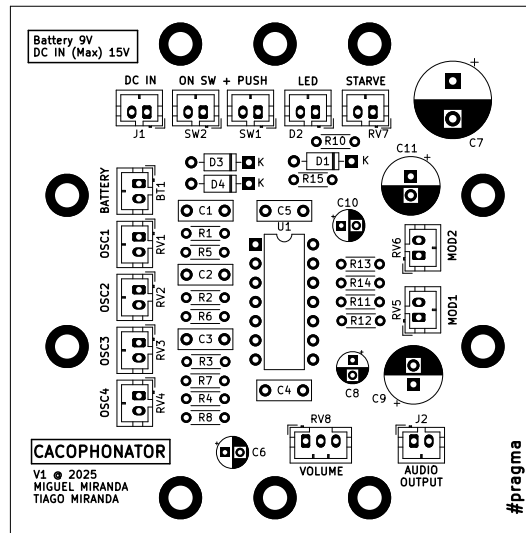 Battery 9V
DC IN (Max) 15V
DC IN
ON SW + PUSH
LED
STARVE
J1
SW2
SW1
D2
RV7
+
C7
R10
D3
K
D1
K
C11
+
D4
K
R15
BATTERY
BT1
C1
C5
C10
+
U1
OSC1
RV1
R1
R5
RV6
MOD2
C2
R13
R14
OSC2
RV2
R2
R11
RV5
MOD1
R6
R12
C3
OSC3
RV3
R3
R7
C8
+
C9
+
OSC4
RV4
R4
C4
R8
RV8
J2
CACOPHONATOR
+
C6
VOLUME
AUDIO
OUTPUT
V1 @ 2025
MIGUEL MIRANDA
TIAGO MIRANDA
#pragma